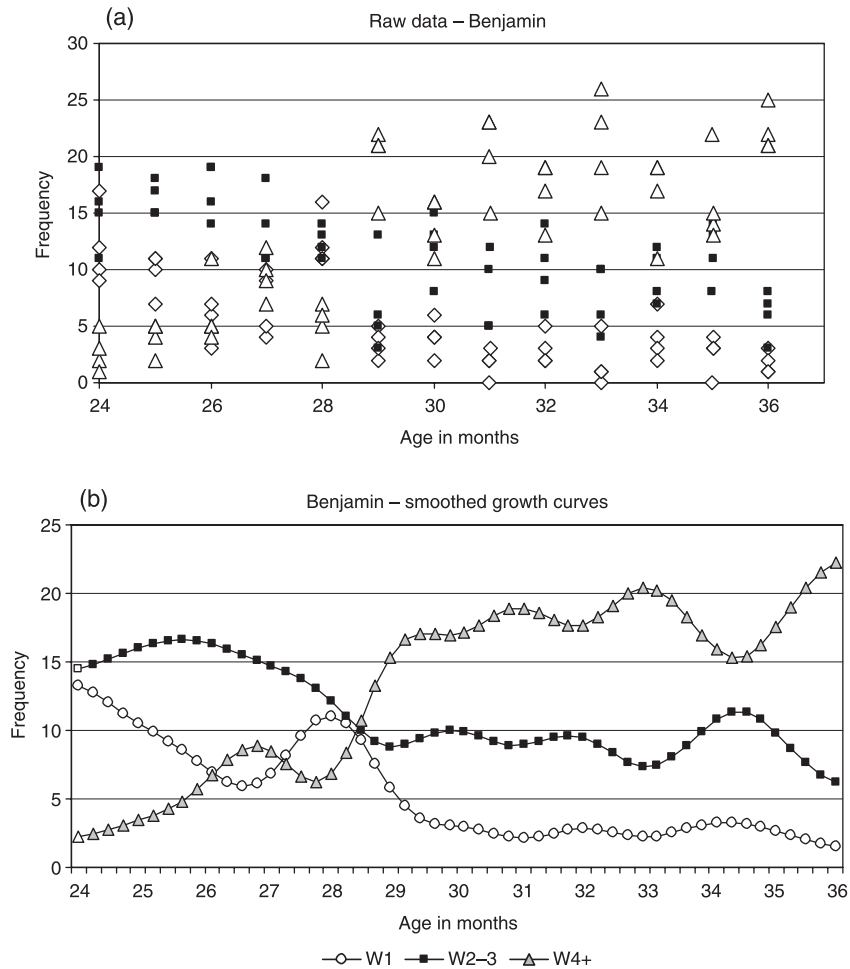 (a)
Raw data – Benjamin
30
25
20
15
10
5
0
Frequency
24 26 28 30 32 34 36
Age in months
(b)
Benjamin – smoothed growth curves
25
20
15
10
5
0
Frequency
24 25 26 27 28 29 30 31 32 33 34 35 36
Age in months
W1 W2–3 W4+